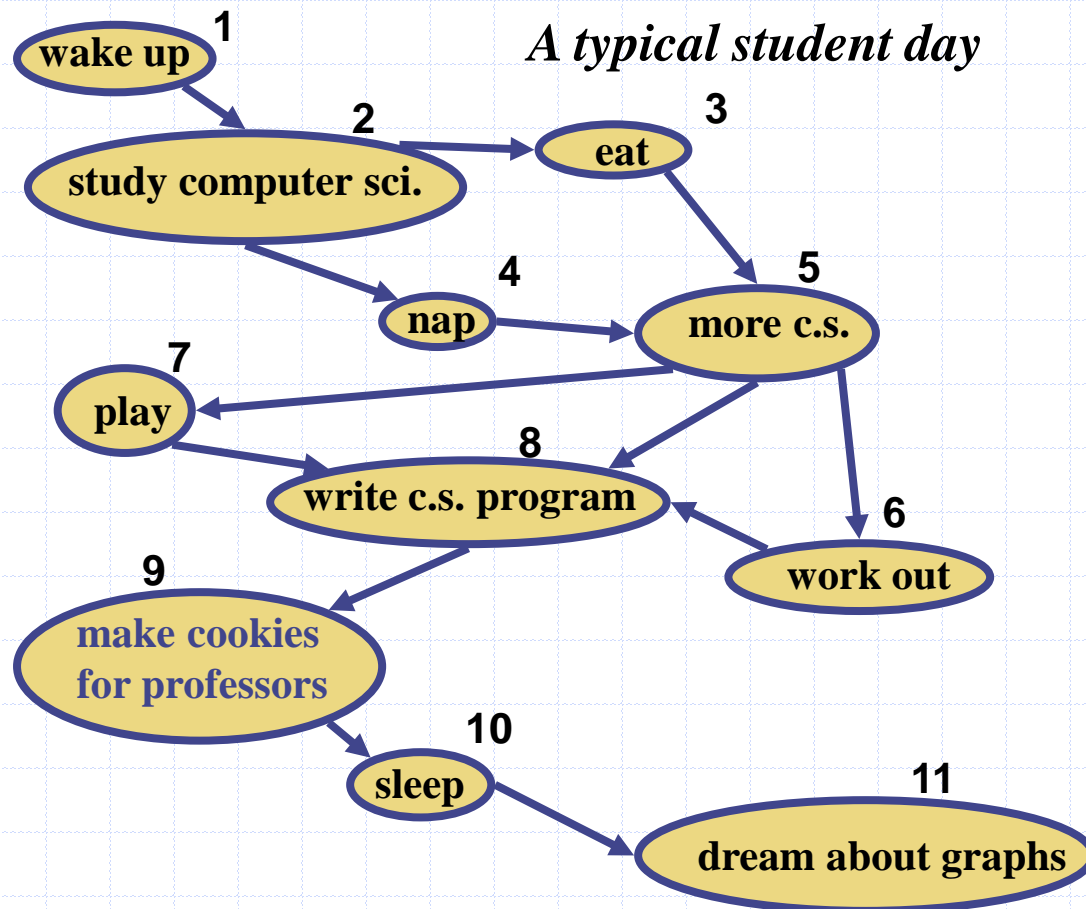 A typical student day
1
wake up
2
study computer sci.
3
eat
4
nap
5
more c.s.
7
play
8
write c.s. program
6
work out
9
make cookies
for professors
10
sleep
11
dream about graphs